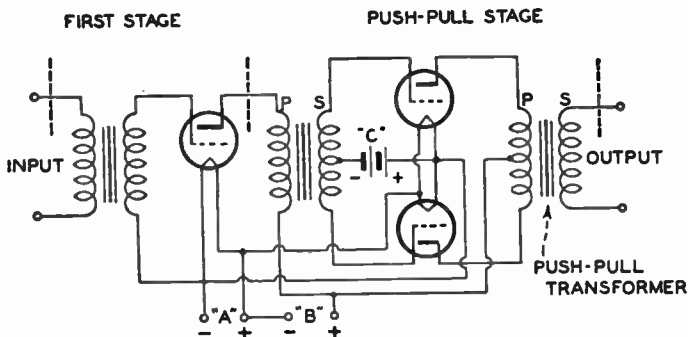 FIRST STAGE
PUSH-PULL STAGE
INPUT
P
S
"C"
-
+
P
S
OUTPUT
PUSH-PULL
TRANSFORMER
- "A" +
- "B" +